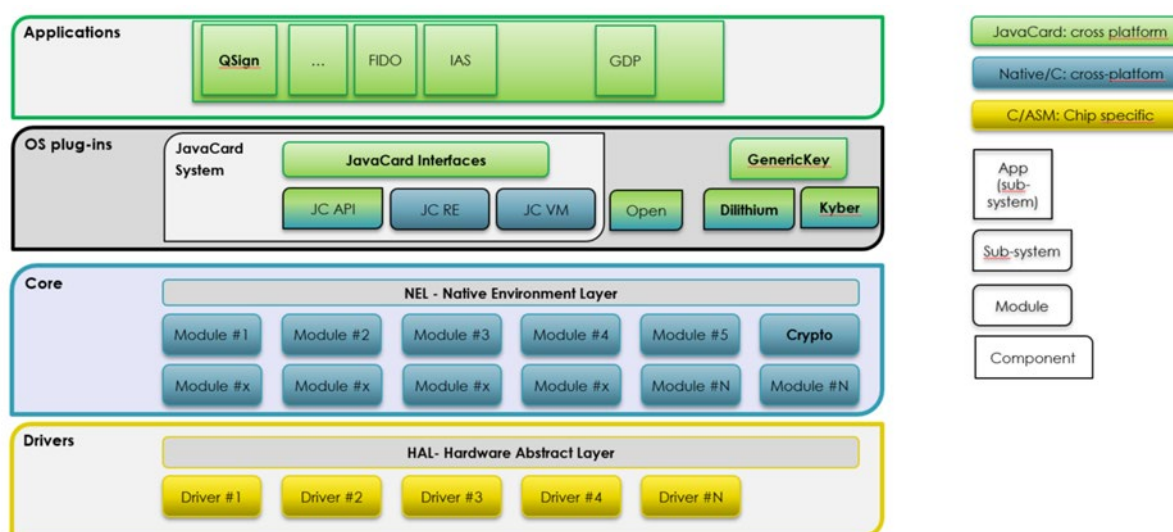 Applications
QSign
...
FIDO
IAS
GDP
OS plug-ins
JavaCard
System
JavaCard Interfaces
JC API
JC RE
JC VM
Open
GenericKey
Dilithium
Kyber
Core
NEL - Native Environment Layer
Module #1
Module #2
Module #3
Module #4
Module #5
Crypto
Module #x
Module #x
Module #x
Module #x
Module #N
Module #N
Drivers
HAL- Hardware Abstract Layer
Driver #1
Driver #2
Driver #3
Driver #4
Driver #N
JavaCard: cross platform
Native/C: cross-platfom
C/ASM: Chip specific
App
(sub-
system)
Sub-system
Module
Component